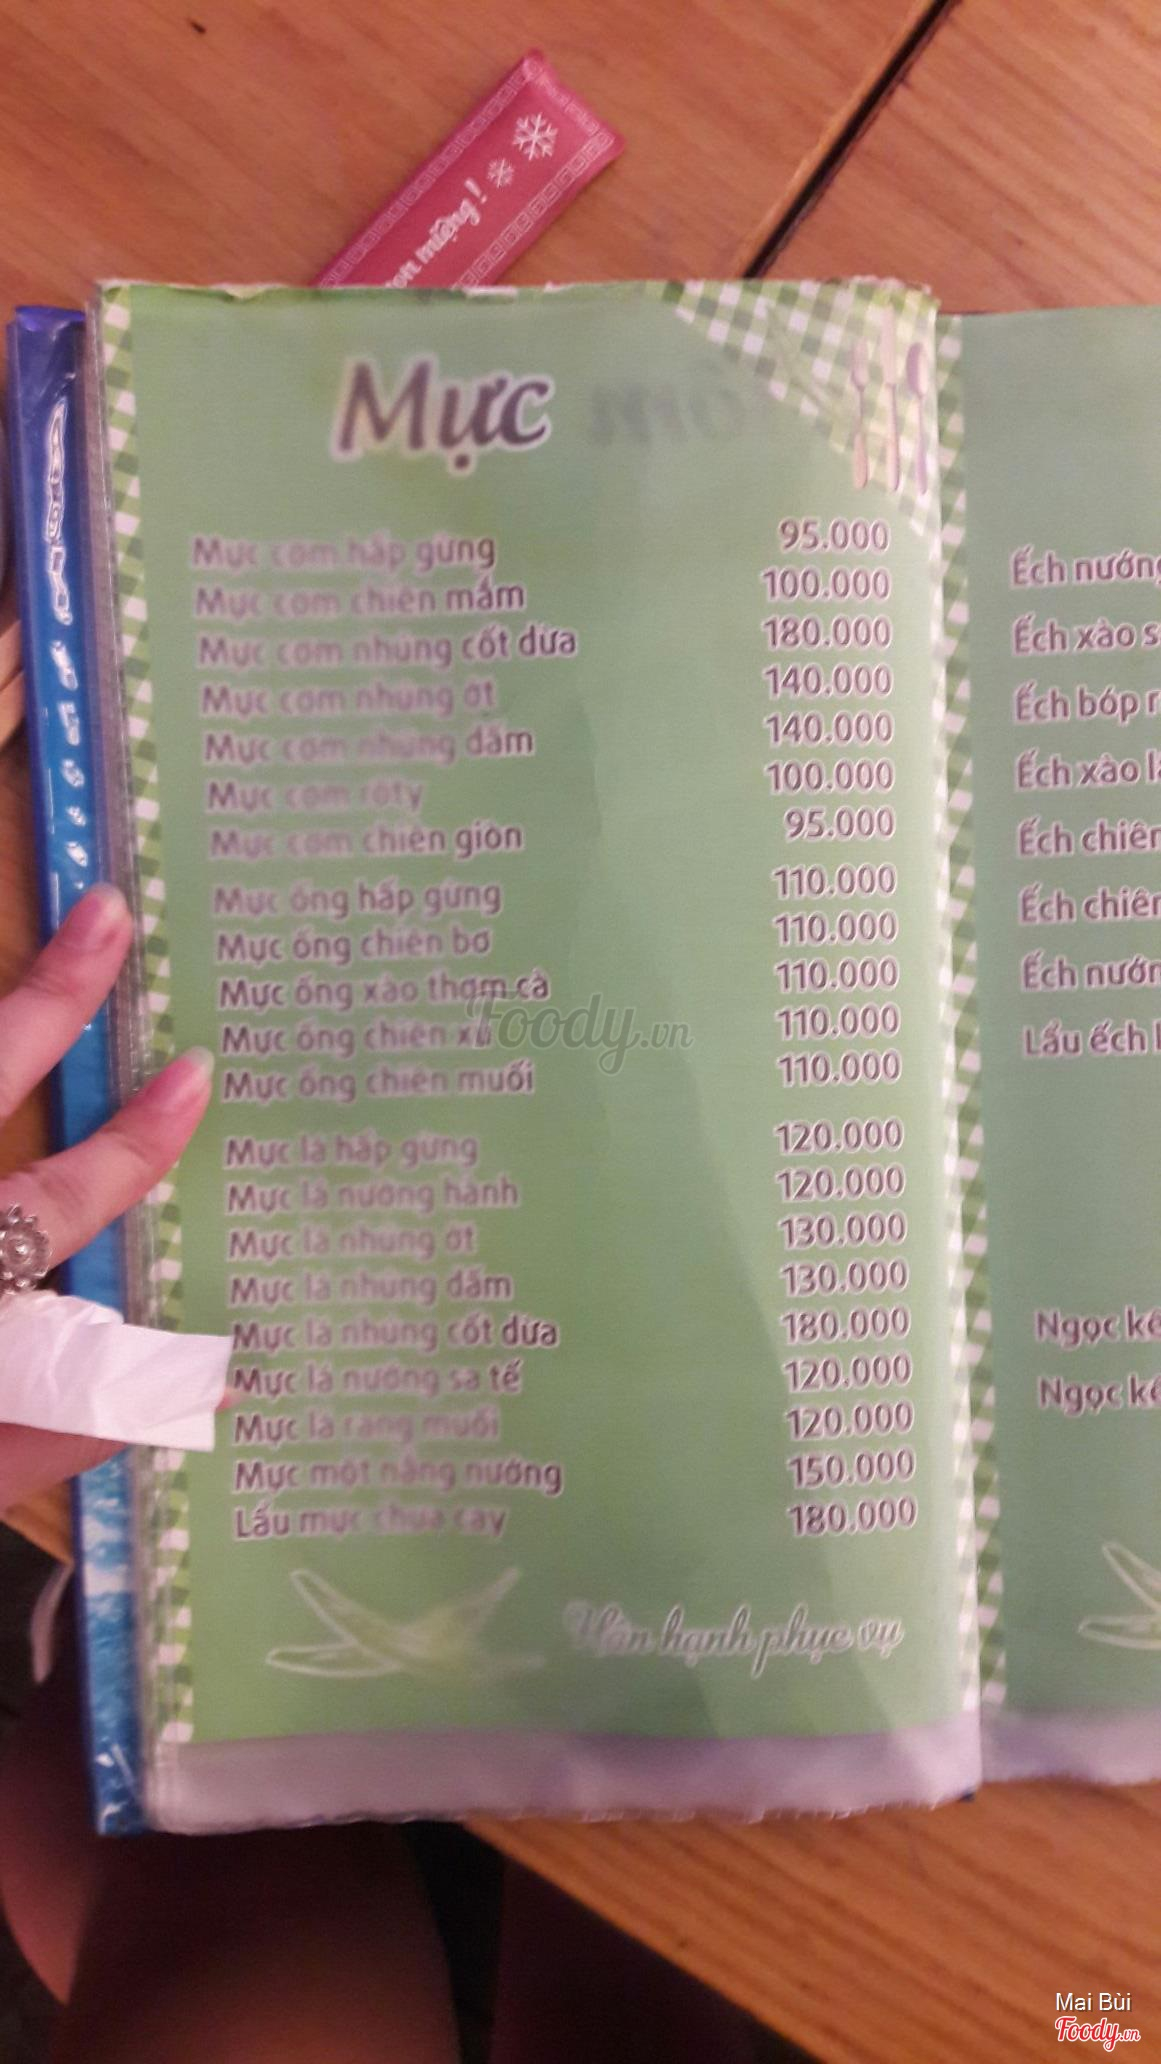 on miệng !
Mực
Mực cơm hấp gừng 95.000
Mực cơm chiên mắm 100.000
Mực cơm nhúng cốt dừa 180.000
Mực cơm nhúng ớt 140.000
Mực cơm nhúng dấm 140.000
Mực cơm rôty 100.000
Mực cơm chiên giòn 95.000
Mực ống hấp gừng 110.000
Mực ống chiên bơ 110.000
Mực ống xào thơm cà 110.000
Mực ống chiên xù 110.000
Mực ống chiên muối 110.000
Mực lá hấp gừng 120.000
Mực lá nướng hành 120.000
Mực lá nhúng ớt 130.000
Mực lá nhúng dấm 130.000
Mực lá nhúng cốt dừa 180.000
Mực lá nướng sa tế 120.000
Mực lá rang muối 120.000
Mực một nắng nướng 150.000
Lẩu mực chua cay 180.000
Hân hạnh phục vụ
Ếch nướng
Ếch xào s
Ếch bóp r
Ếch xào l
Ếch chiên
Ếch chiên
Ếch nướn
Lẩu ếch l
Ngọc kê
Ngọc kê
Foody.vn
Mai Bùi
Foody.vn